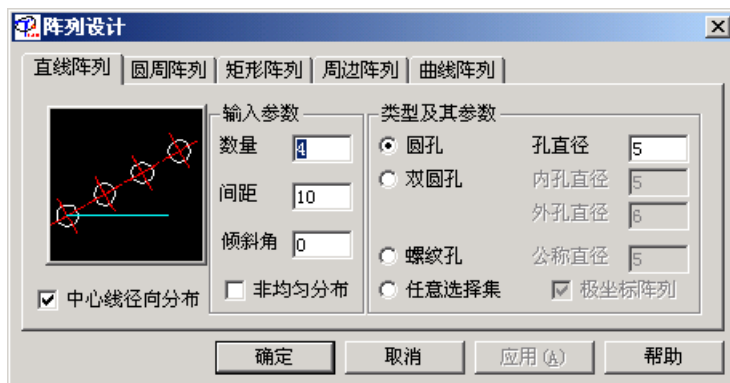 阵列设计
直线阵列 圆周阵列 矩形阵列 周边阵列 曲线阵列
输入参数
数量 4
间距 10
倾斜角 0
非均匀分布
中心线径向分布
类型及其参数
圆孔 孔直径 5
双圆孔 内孔直径 5
外孔直径 6
螺纹孔 公称直径 5
任意选择集 极坐标阵列
确定 取消 应用(A) 帮助